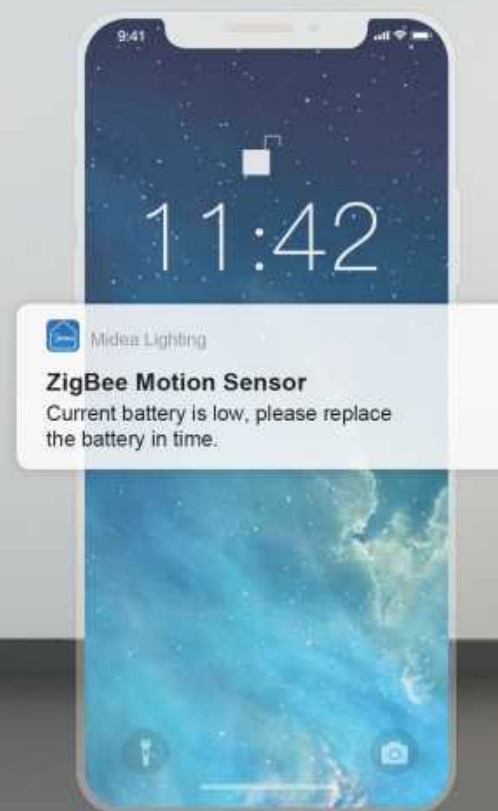 9:41
11:42
Midea Lighting
ZigBee Motion Sensor
Current battery is low, please replace
the battery in time.